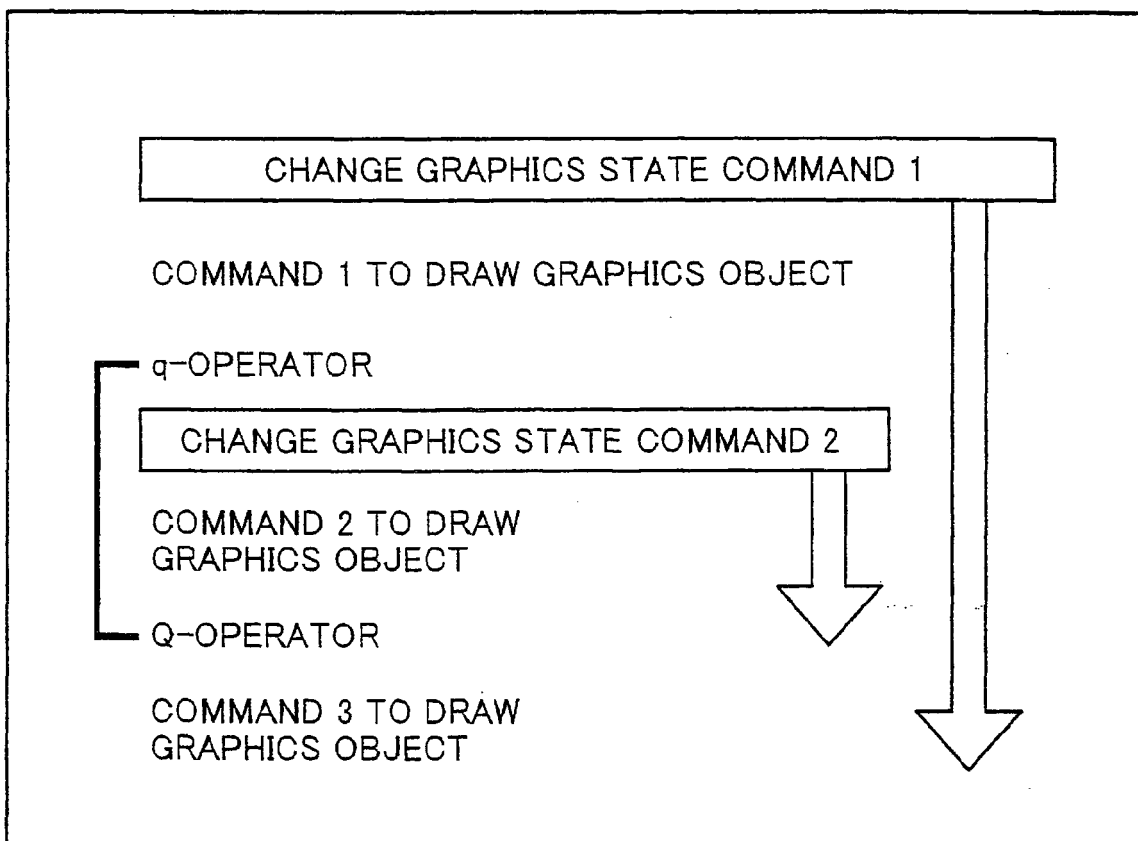 CHANGE GRAPHICS STATE COMMAND 1
COMMAND 1 TO DRAW GRAPHICS OBJECT
q-OPERATOR
CHANGE GRAPHICS STATE COMMAND 2
COMMAND 2 TO DRAW
GRAPHICS OBJECT
Q-OPERATOR
COMMAND 3 TO DRAW
GRAPHICS OBJECT